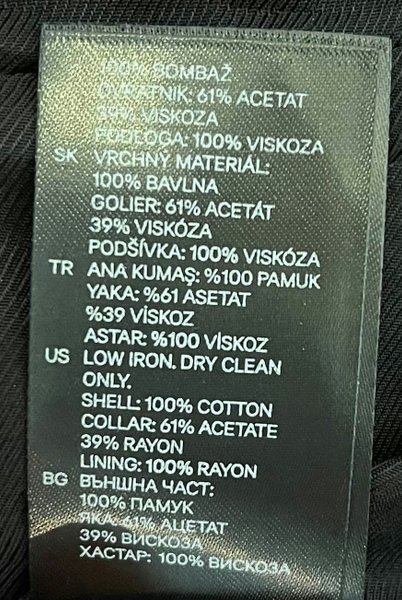 100% BOMBAŽ
OVRATNIK: 61% ACETAT
39% VISKOZA
PODLOGA: 100% VISKOZA
SK VRCHNÝ MATERIÁL:
100% BAVLNA
GOLIER: 61% ACETÁT
39% VISKÓZA
PODŠÍVKA: 100% VISKÓZA
TR ANA KUMAŞ: %100 PAMUK
YAKA: %61 ASETAT
%39 VİSKOZ
ASTAR: %100 VİSKOZ
US LOW IRON. DRY CLEAN
ONLY.
SHELL: 100% COTTON
COLLAR: 61% ACETATE
39% RAYON
LINING: 100% RAYON
BG ВЪНШНА ЧАСТ:
100% ПАМУК
ЯКА: 61% АЦЕТАТ
39% ВИСКОЗА
ХАСТАР: 100% ВИСКОЗА